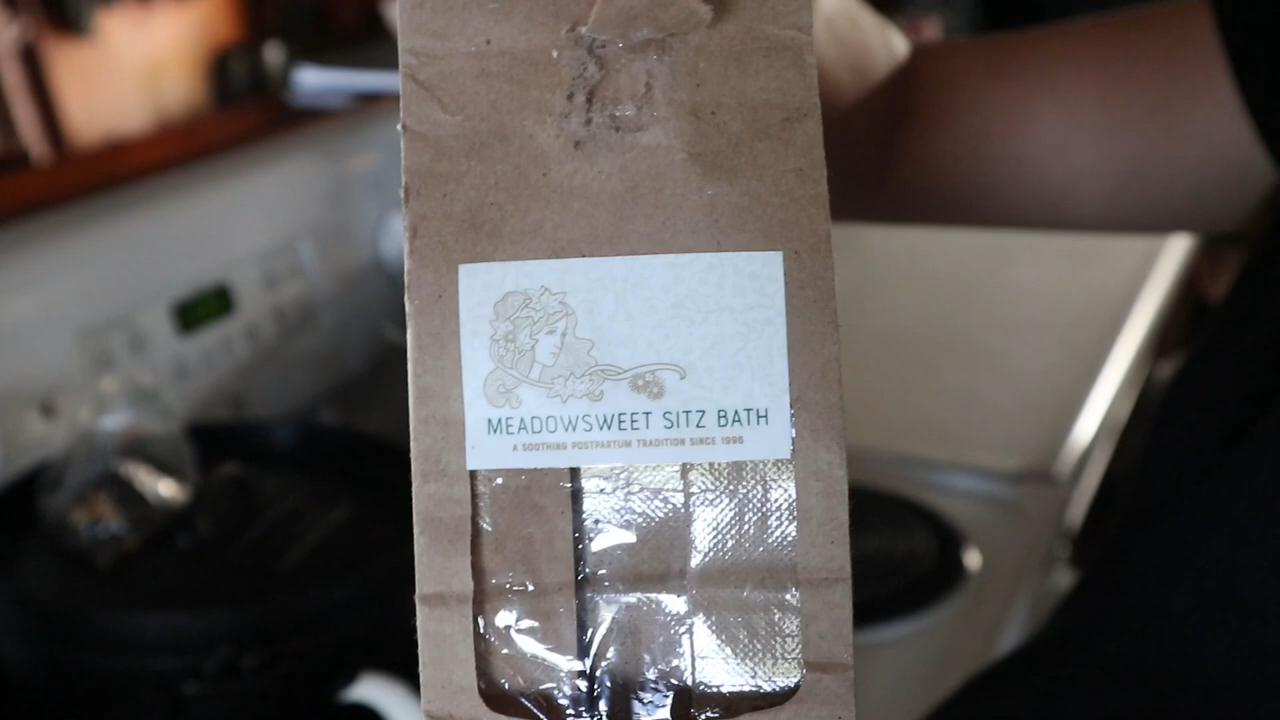 MEADOWSWEET SITZ BATH
A SOOTHING POSTPARTUM TRADITION SINCE 1996